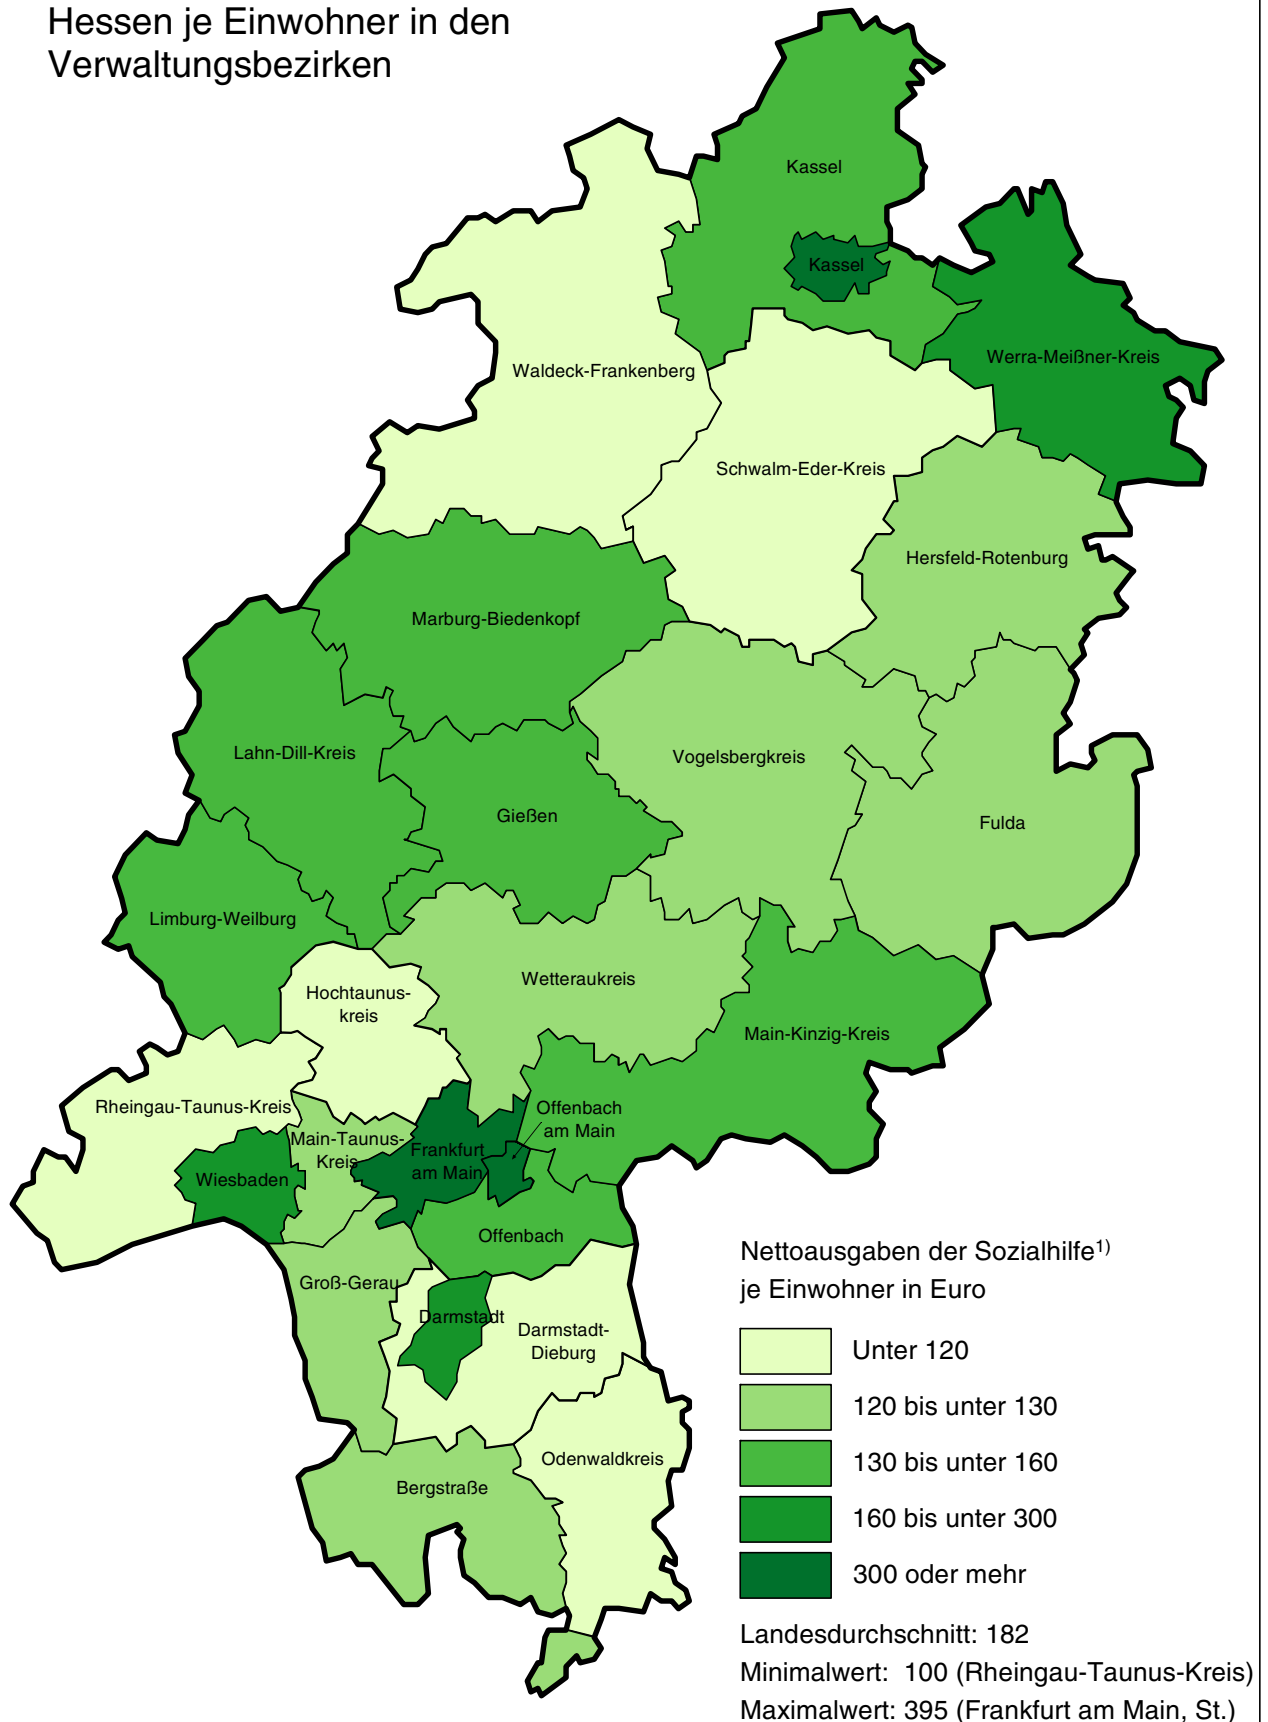 Hessen je Einwohner in den
Verwaltungsbezirken
Kassel
Kassel
Werra-Meißner-Kreis
Waldeck-Frankenberg
Schwalm-Eder-Kreis
Hersfeld-Rotenburg
Marburg-Biedenkopf
Lahn-Dill-Kreis
Vogelsbergkreis
Gießen
Fulda
Limburg-Weilburg
Wetteraukreis
Hochtaunus-
kreis
Main-Kinzig-Kreis
Rheingau-Taunus-Kreis
Offenbach
am Main
Main-Taunus-
Kreis
Frankfurt
am Main
Wiesbaden
Offenbach
Groß-Gerau
Darmstadt
Darmstadt-
Dieburg
Odenwaldkreis
Bergstraße
Nettoausgaben der Sozialhilfe1)
je Einwohner in Euro
Unter 120
120 bis unter 130
130 bis unter 160
160 bis unter 300
300 oder mehr
Landesdurchschnitt: 182
Minimalwert: 100 (Rheingau-Taunus-Kreis)
Maximalwert: 395 (Frankfurt am Main, St.)